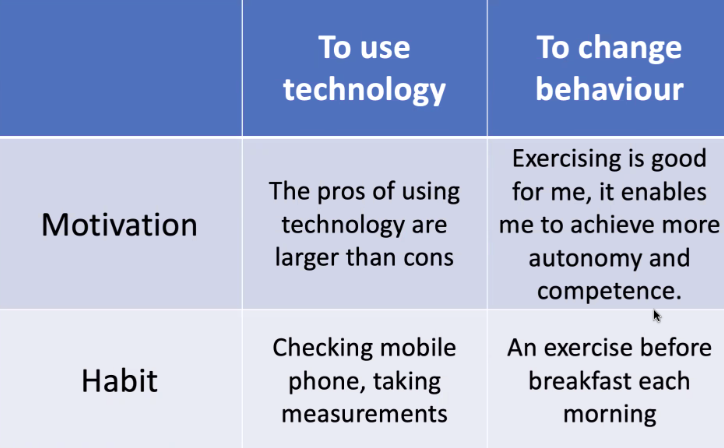 To use
technology
To change
behaviour
Motivation
The pros of using
technology are
larger than cons
Exercising is good
for me, it enables
me to achieve more
autonomy and
competence.
Habit
Checking mobile
phone, taking
measurements
An exercise before
breakfast each
morning